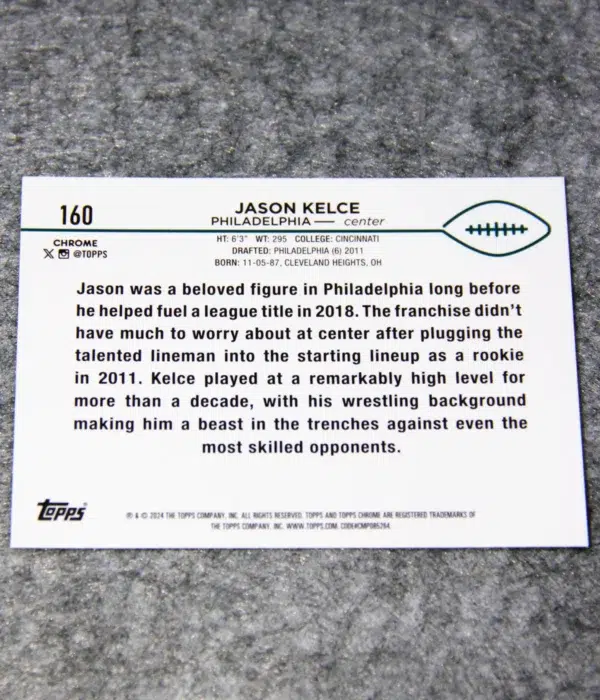 160
JASON KELCE
PHILADELPHIA — center
CHROME
@TOPPS
HT: 6'3" WT: 295 COLLEGE: CINCINNATI
DRAFTED: PHILADELPHIA (6) 2011
BORN: 11-05-87, CLEVELAND HEIGHTS, OH
Jason was a beloved figure in Philadelphia long before
he helped fuel a league title in 2018. The franchise didn't
have much to worry about at center after plugging the
talented lineman into the starting lineup as a rookie
in 2011. Kelce played at a remarkably high level for
more than a decade, with his wrestling background
making him a beast in the trenches against even the
most skilled opponents.
topps
® & © 2024 THE TOPPS COMPANY, INC. ALL RIGHTS RESERVED. TOPPS AND TOPPS CHROME ARE REGISTERED TRADEMARKS OF
THE TOPPS COMPANY, INC. WWW.TOPPS.COM.